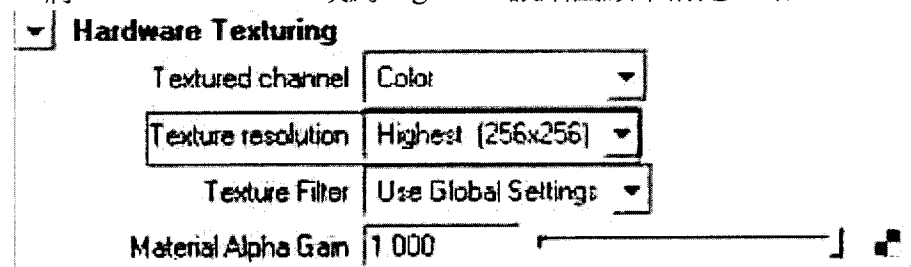 Hardware Texturing
Textured channel Color
Texture resolution Highest (256x256)
Texture Filter Use Global Settings
Material Alpha Gain 1.000